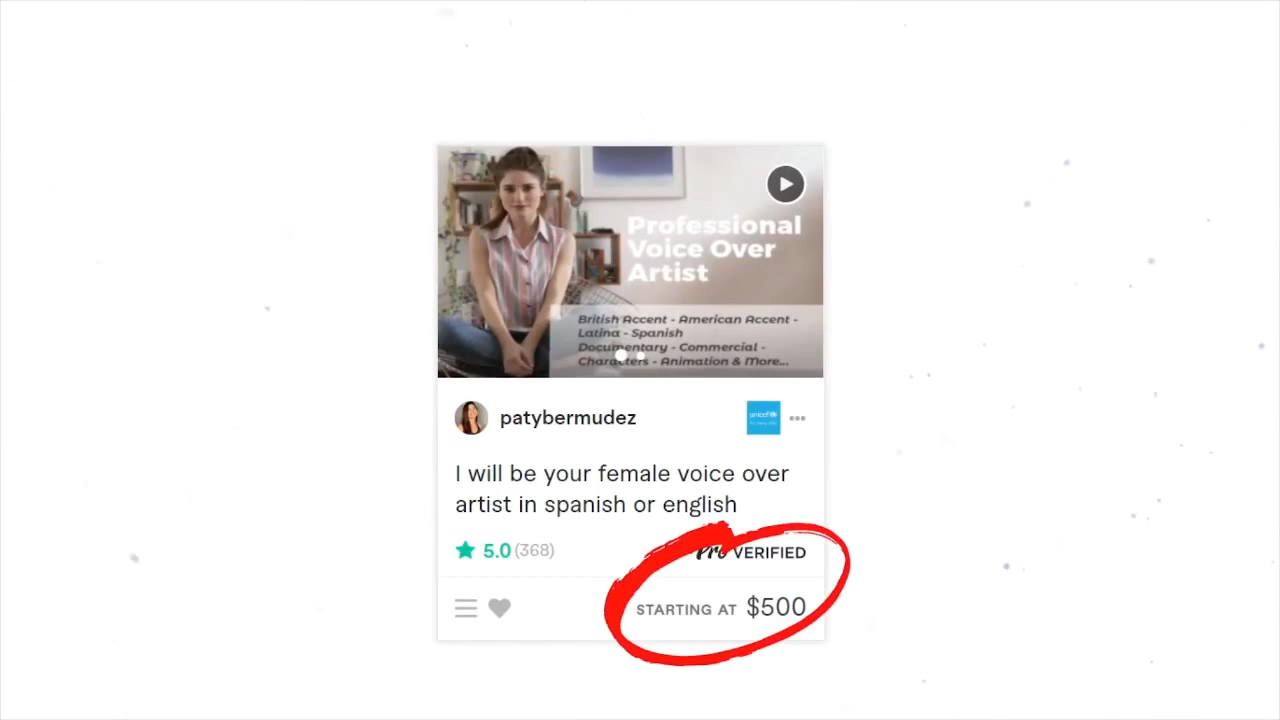 Professional
Voice Over
Artist
British Accent - American Accent -
Latina - Spanish
Documentary - Commercial -
Characters - Animation & More...
patybermudez
unicef
I will be your female voice over
artist in spanish or english
5.0 (368)
Pro VERIFIED
STARTING AT $500